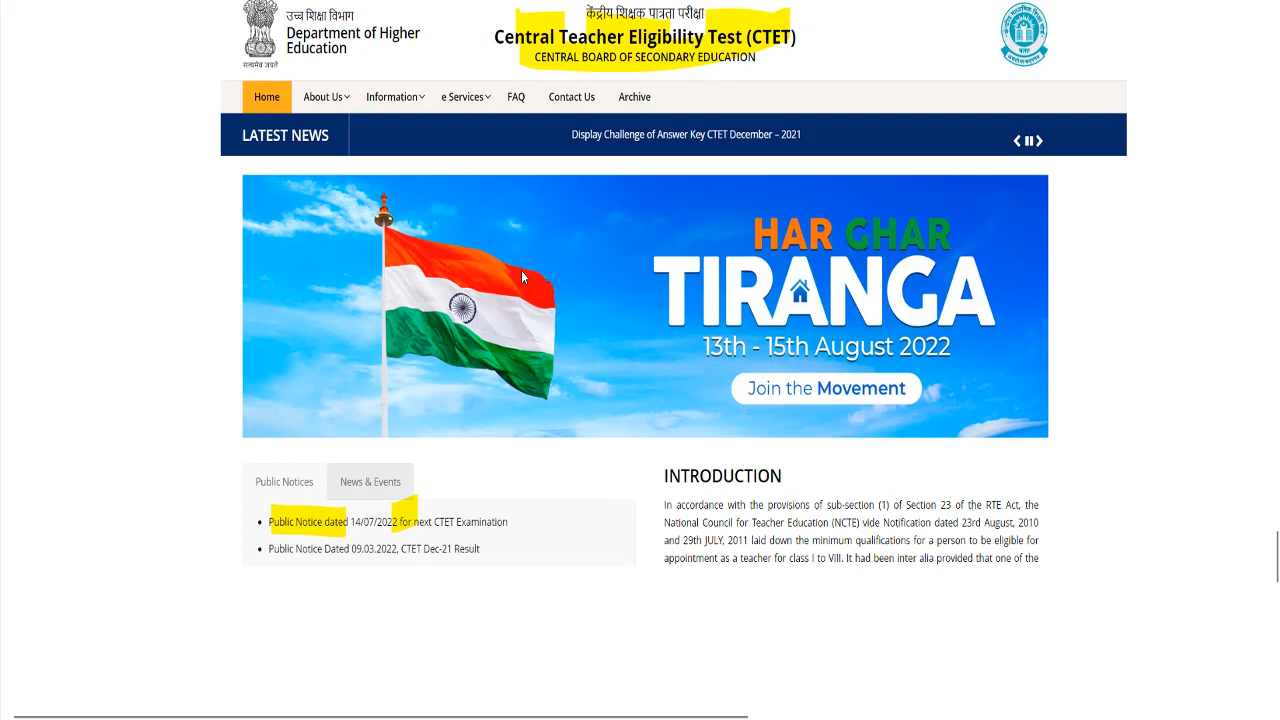 उच्च शिक्षा विभाग
Department of Higher
Education
सत्यमेव जयते
केंद्रीय शिक्षक पात्रता परीक्षा
Central Teacher Eligibility Test (CTET)
CENTRAL BOARD OF SECONDARY EDUCATION
Home About Us Information e Services FAQ Contact Us Archive
LATEST NEWS
Display Challenge of Answer Key CTET December – 2021
HAR GHAR
TIRANGA
13th - 15th August 2022
Join the Movement
Public Notices News & Events
Public Notice dated 14/07/2022 for next CTET Examination
Public Notice Dated 09.03.2022, CTET Dec-21 Result
INTRODUCTION
In accordance with the provisions of sub-section (1) of Section 23 of the RTE Act, the
National Council for Teacher Education (NCTE) vide Notification dated 23rd August, 2010
and 29th JULY, 2011 laid down the minimum qualifications for a person to be eligible for
appointment as a teacher for class I to VIII. It had been inter alia provided that one of the